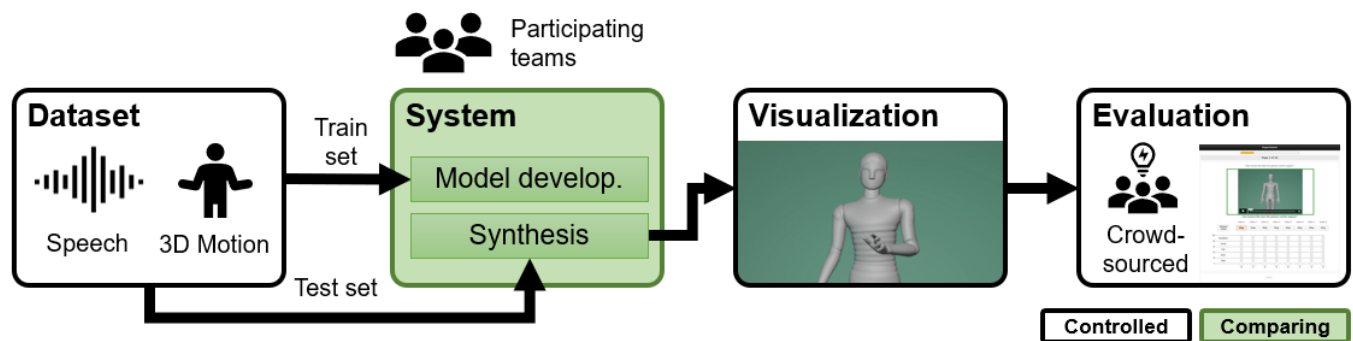 Participating
teams
Dataset
Speech
3D Motion
Train
set
Test set
System
Model develop.
Synthesis
Visualization
Evaluation
Crowd-
sourced
Controlled
Comparing